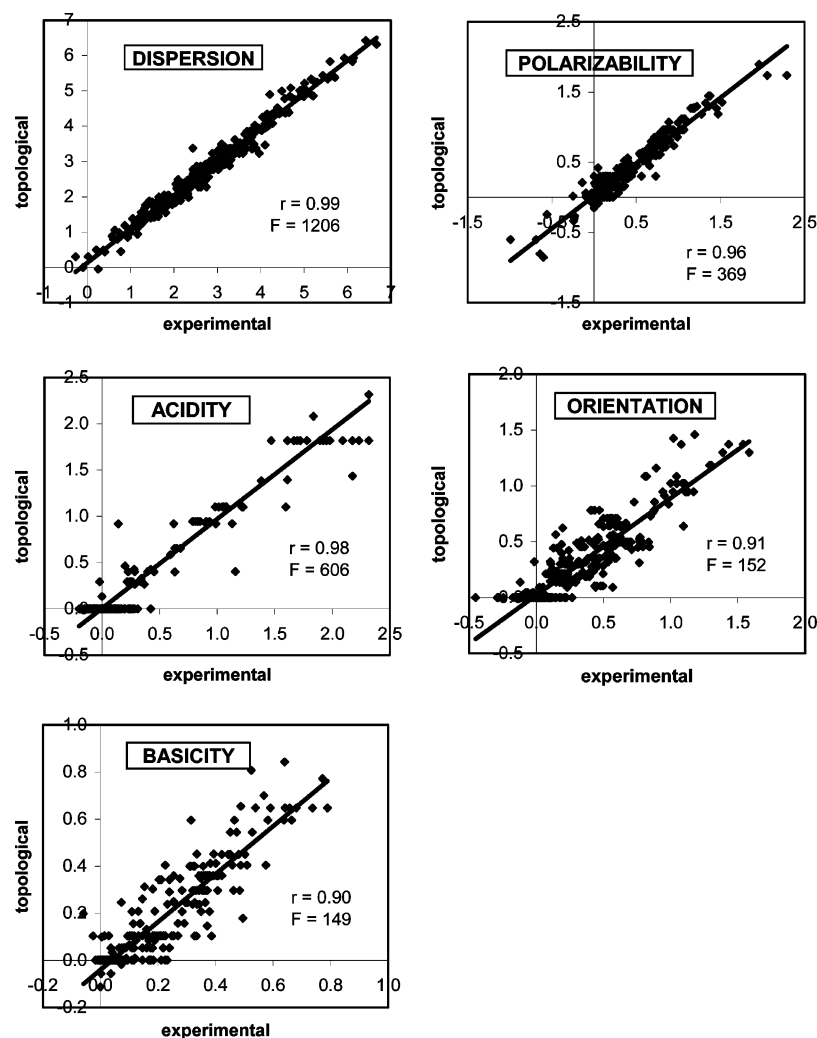 7
6
5
4
3
2
1
0
-1
-1 0 1 2 3 4 5 6 7
topological
DISPERSION
r = 0.99
F = 1206
experimental
2.5
1.5
0.5
-0.5
-1.5
-1.5 0.5 1.5 2.5
topological
POLARIZABILITY
r = 0.96
F = 369
experimental
2.5
2.0
1.5
1.0
0.5
0.0
-0.5
-0.5 0.0 0.5 1.0 1.5 2.0 2 5
topological
ACIDITY
r = 0.98
F = 606
experimental
2.0
1.5
1.0
0.5
0.0
-0.5
-0.5 0.0 0.5 1.0 1.5 2 0
topological
ORIENTATION
r = 0.91
F = 152
experimental
1.0
0.8
0.6
0.4
0.2
0.0
-0.2
-0.2 0.0 0.2 0.4 0.6 0.8 1 0
topological
BASICITY
r = 0.90
F = 149
experimental